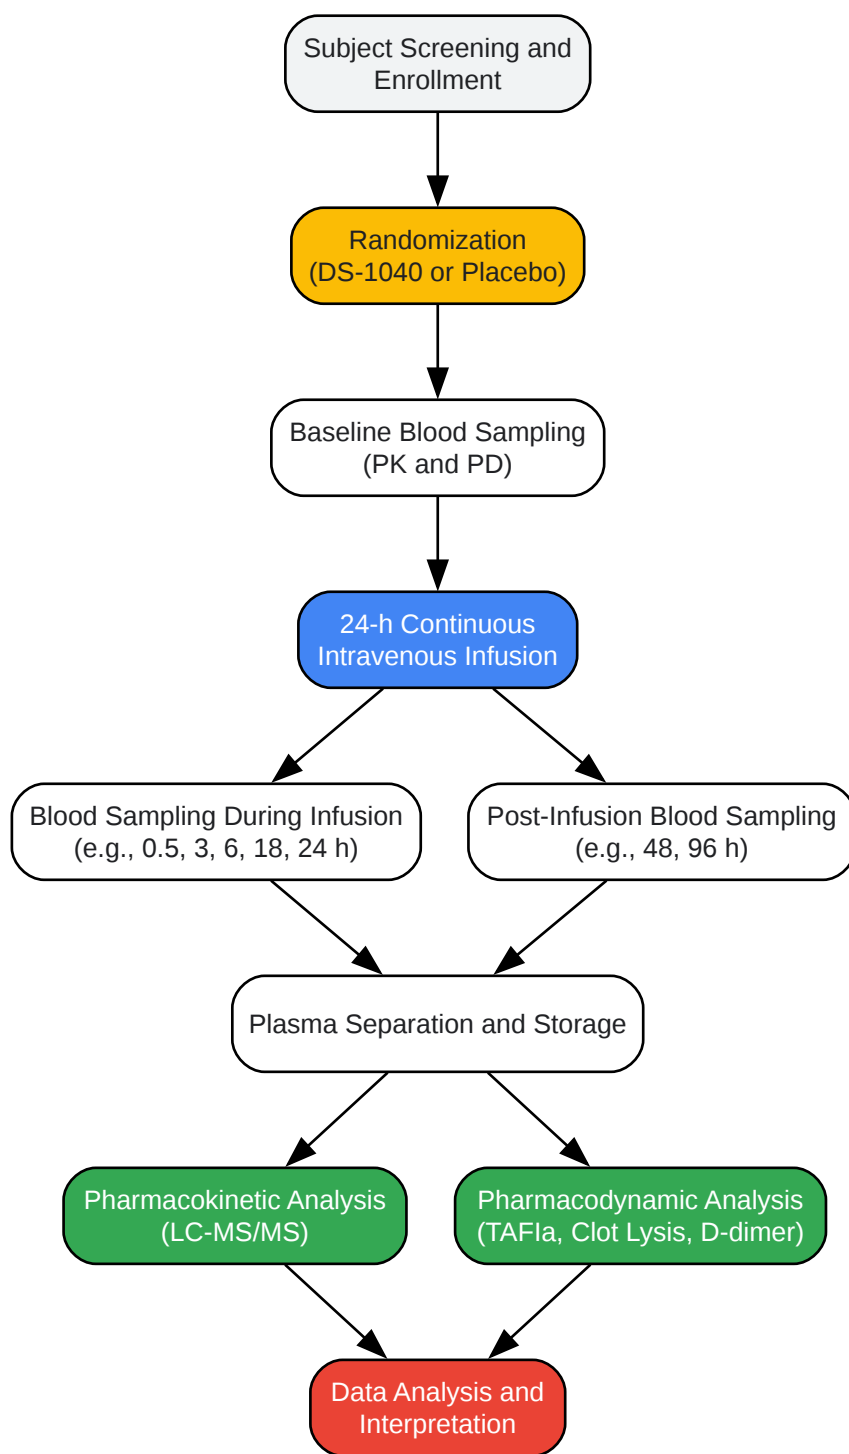 Subject Screening and
Enrollment
Randomization
(DS-1040 or Placebo)
Baseline Blood Sampling
(PK and PD)
24-h Continuous
Intravenous Infusion
Blood Sampling During Infusion
(e.g., 0.5, 3, 6, 18, 24 h)
Post-Infusion Blood Sampling
(e.g., 48, 96 h)
Plasma Separation and Storage
Pharmacokinetic Analysis
(LC-MS/MS)
Pharmacodynamic Analysis
(TAFIa, Clot Lysis, D-dimer)
Data Analysis and
Interpretation